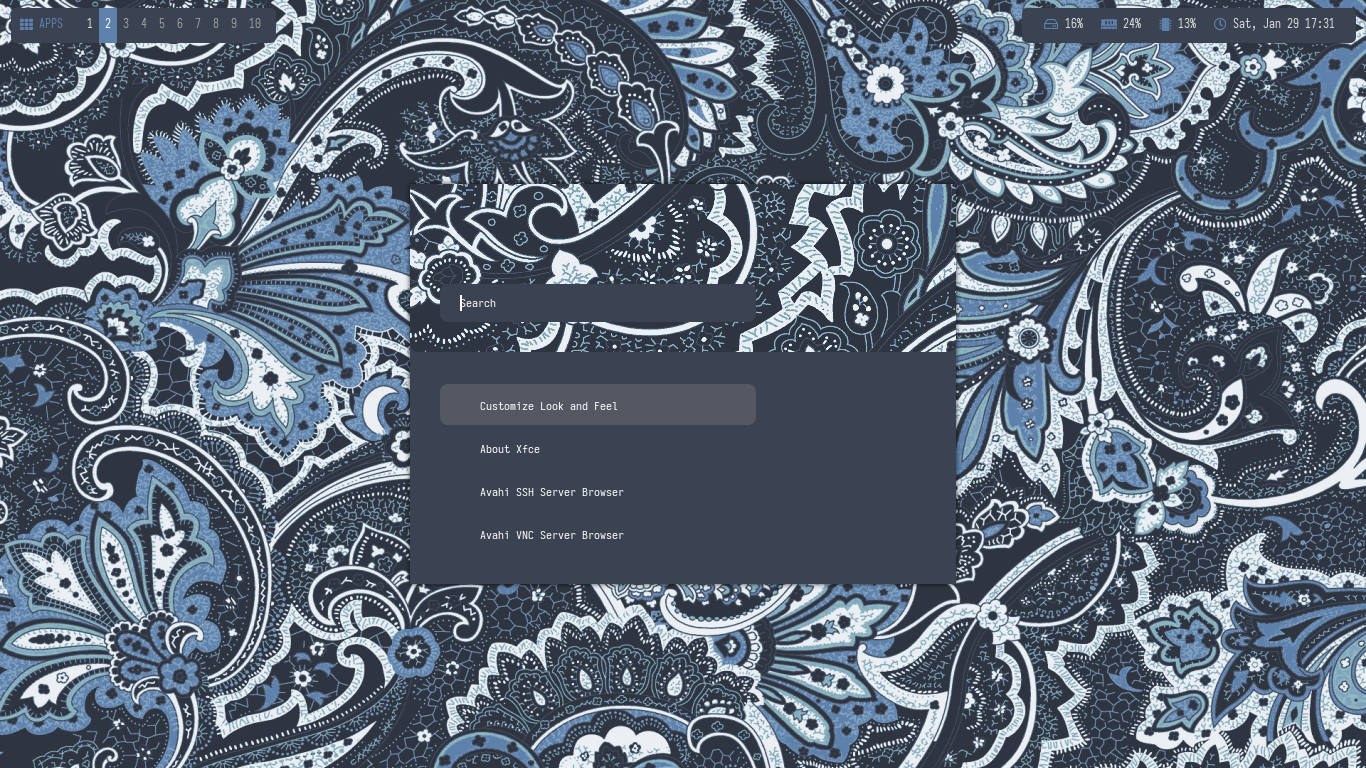 APPS 1 2 3 4 5 6 7 8 9 10
16% 24% 13% Sat, Jan 29 17:31
Search
Customize Look and Feel
About Xfce
Avahi SSH Server Browser
Avahi VNC Server Browser